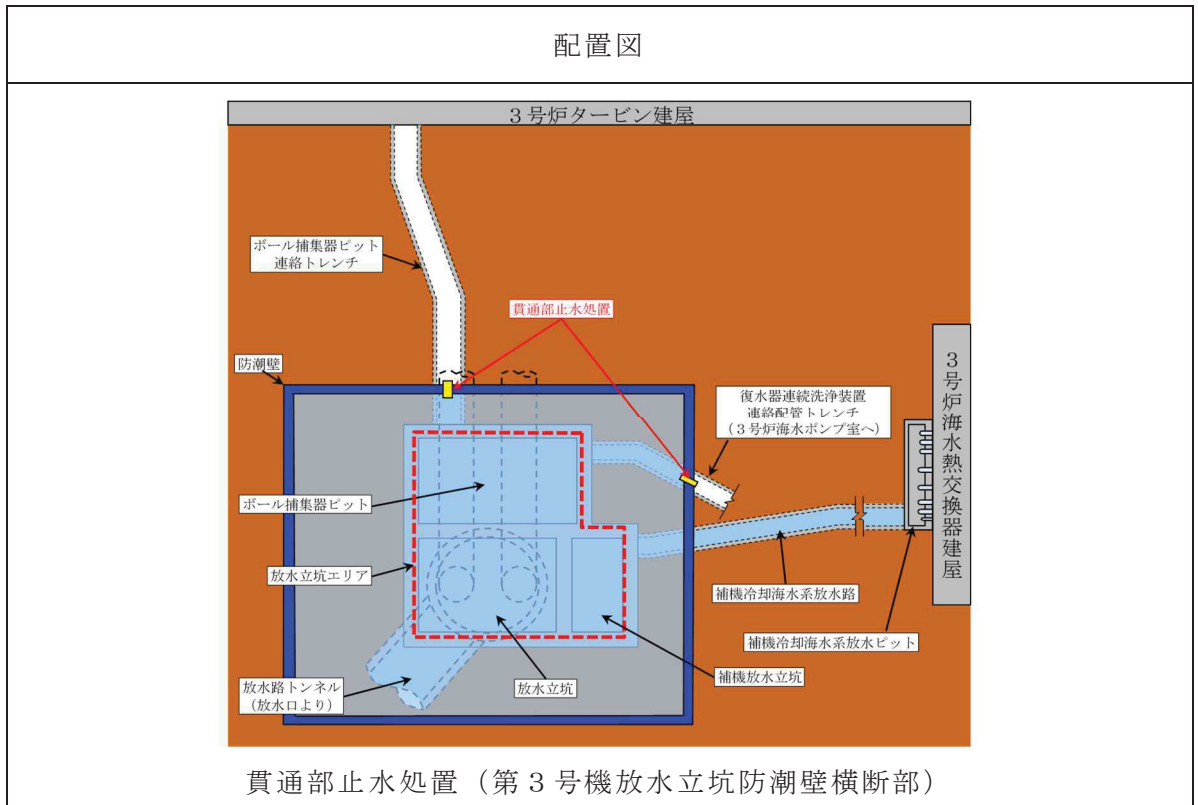 配置図
3号炉タービン建屋
ボール捕集器ピット
連絡トレンチ
貫通部止水処置
防潮壁
復水器連続洗浄装置
連絡配管トレンチ
（3号炉海水ポンプ室へ）
3号炉海水熱交換器建屋
ボール捕集器ピット
放水立坑エリア
補機冷却海水系放水路
補機冷却海水系放水ピット
放水路トンネル
（放水口より）
放水立坑
補機放水立坑
貫通部止水処置（第3号機放水立坑防潮壁横断部）